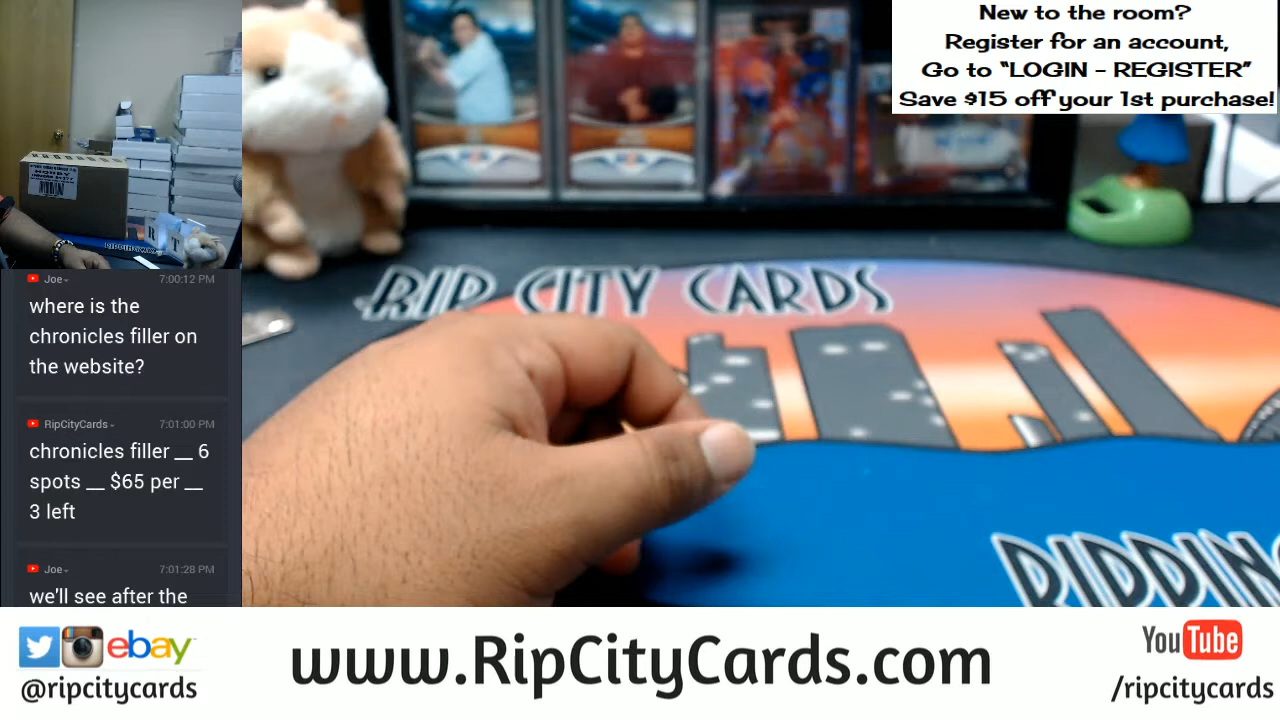 New to the room?
Register for an account,
Go to “LOGIN - REGISTER”
Save $15 off your 1st purchase!
Joe
7:00:12 PM
where is the
chronicles filler on
the website?
RipCityCards
7:01:00 PM
chronicles filler __ 6
spots __ $65 per __
3 left
Joe
7:01:28 PM
we'll see after the
RIP CITY CARDS
RIPPIN
HOBBY
R
T
ebay
@ripcitycards
www.RipCityCards.com
You Tube
/ripcitycards